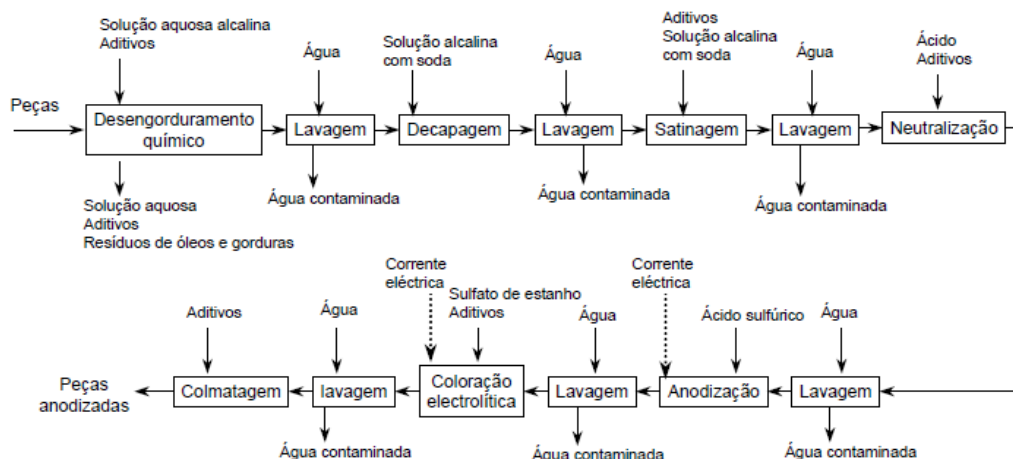 Solução aquosa alcalina
Aditivos
Água
Solução alcalina
com soda
Água
Aditivos
Solução alcalina
com soda
Água
Ácido
Aditivos
Peças
Desengorduramento
químico
Lavagem
Decapagem
Lavagem
Satinagem
Lavagem
Neutralização
Água contaminada
Água contaminada
Água contaminada
Solução aquosa
Aditivos
Resíduos de óleos e gorduras
Corrente
eléctrica
Corrente
eléctrica
Aditivos
Água
Sulfato de estanho
Aditivos
Água
Ácido sulfúrico
Água
Peças
anodizadas
Colmatagem
lavagem
Coloração
electrolítica
Lavagem
Anodização
Lavagem
Água contaminada
Água contaminada
Água contaminada